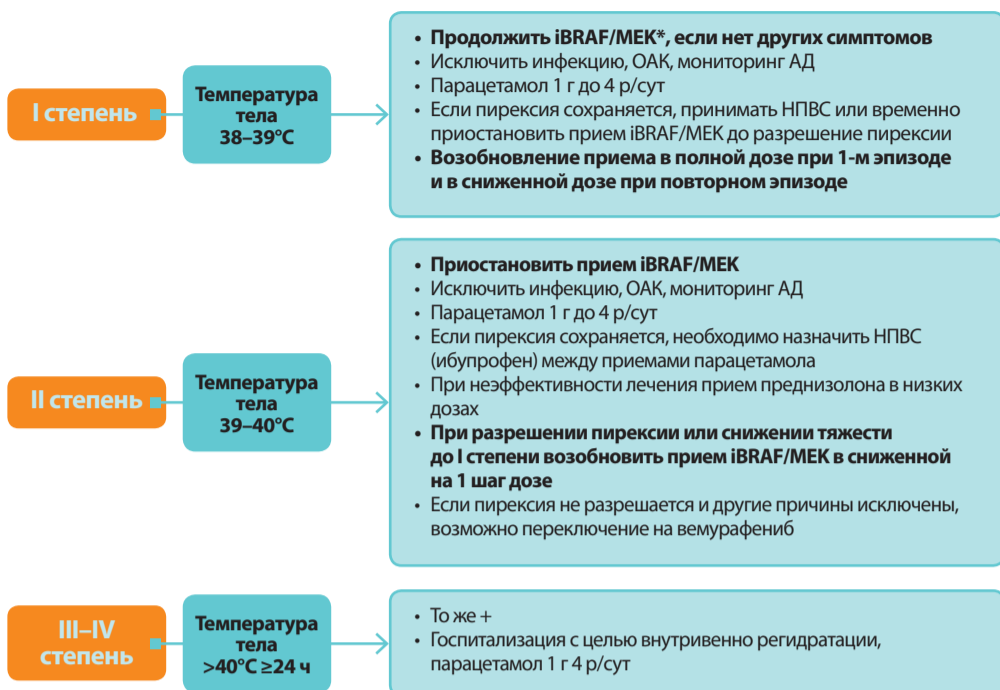 I степень
Температура
тела
38–39°C
• Продолжить iBRAF/MEK*, если нет других симптомов
• Исключить инфекцию, ОАК, мониторинг АД
• Парацетамол 1 г до 4 р/сут
• Если пирексия сохраняется, принимать НПВС или временно
приостановить прием iBRAF/MEK до разрешение пирексии
• Возобновление приема в полной дозе при 1-м эпизоде
и в сниженной дозе при повторном эпизоде
II степень
Температура
тела
39–40°C
• Приостановить прием iBRAF/MEK
• Исключить инфекцию, ОАК, мониторинг АД
• Парацетамол 1 г до 4 р/сут
• Если пирексия сохраняется, необходимо назначить НПВС
(ибупрофен) между приемами парацетамола
• При неэффективности лечения прием преднизолона в низких
дозах
• При разрешении пирексии или снижении тяжести
до I степени возобновить прием iBRAF/MEK в сниженной
на 1 шаг дозе
• Если пирексия не разрешается и другие причины исключены,
возможно переключение на вемурафениб
III–IV
степень
Температура
тела
>40°C ≥24 ч
• То же +
• Госпитализация с целью внутривенно регидратации,
парацетамол 1 г 4 р/сут